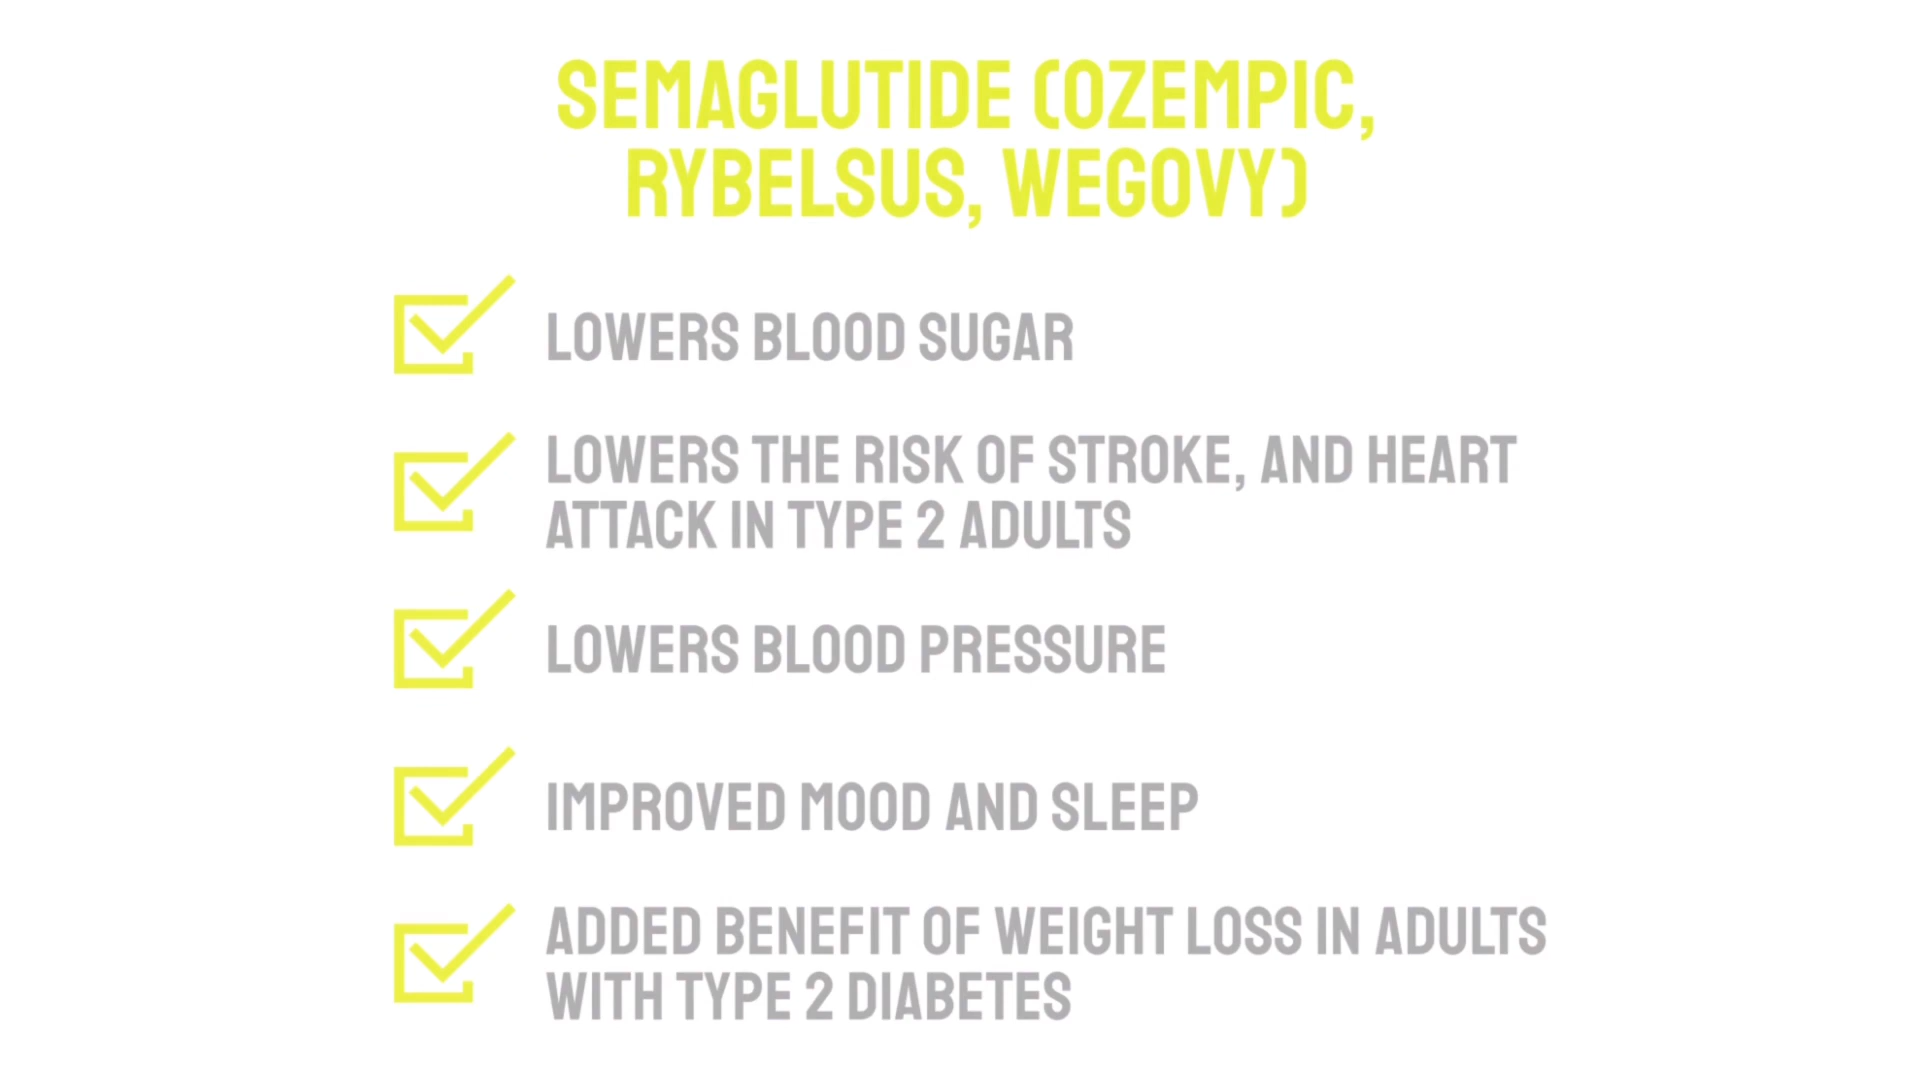 SEMAGLUTIDE (OZEMPIC,
RYBELSUS, WEGOVY)
LOWERS BLOOD SUGAR
LOWERS THE RISK OF STROKE, AND HEART
ATTACK IN TYPE 2 ADULTS
LOWERS BLOOD PRESSURE
IMPROVED MOOD AND SLEEP
ADDED BENEFIT OF WEIGHT LOSS IN ADULTS
WITH TYPE 2 DIABETES